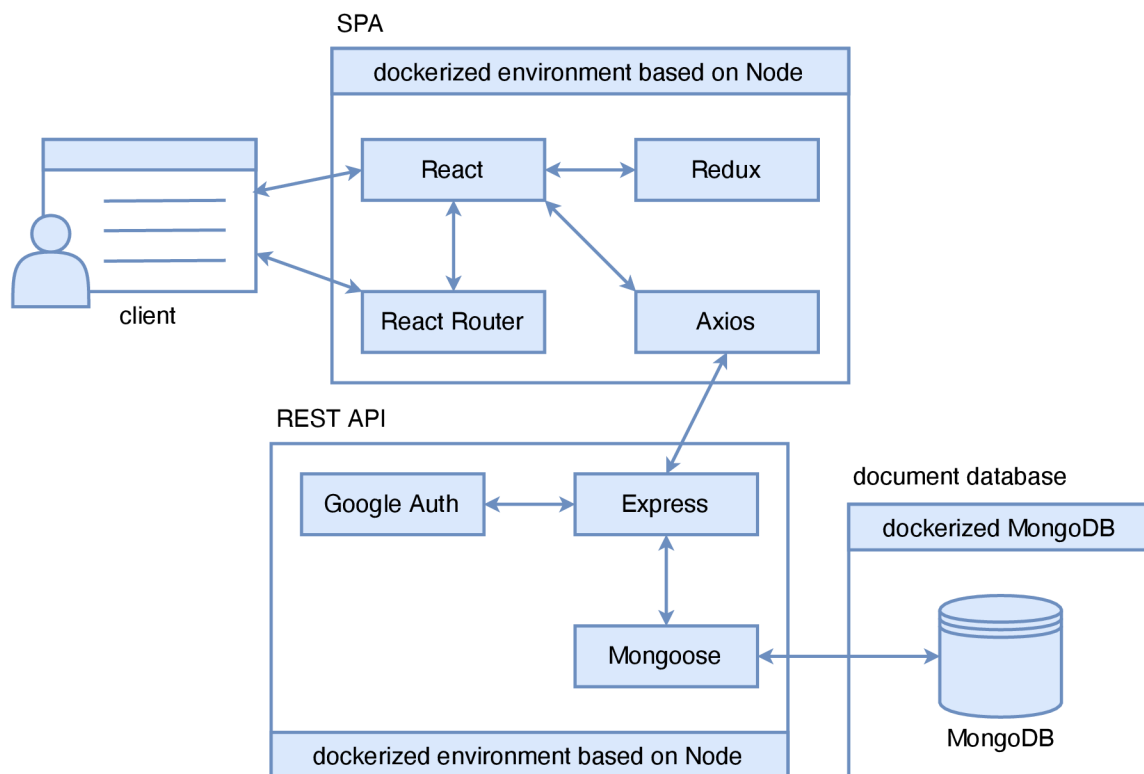 SPA
dockerized environment based on Node
React
Redux
client
React Router
Axios
REST API
Google Auth
Express
document database
dockerized MongoDB
Mongoose
MongoDB
dockerized environment based on Node